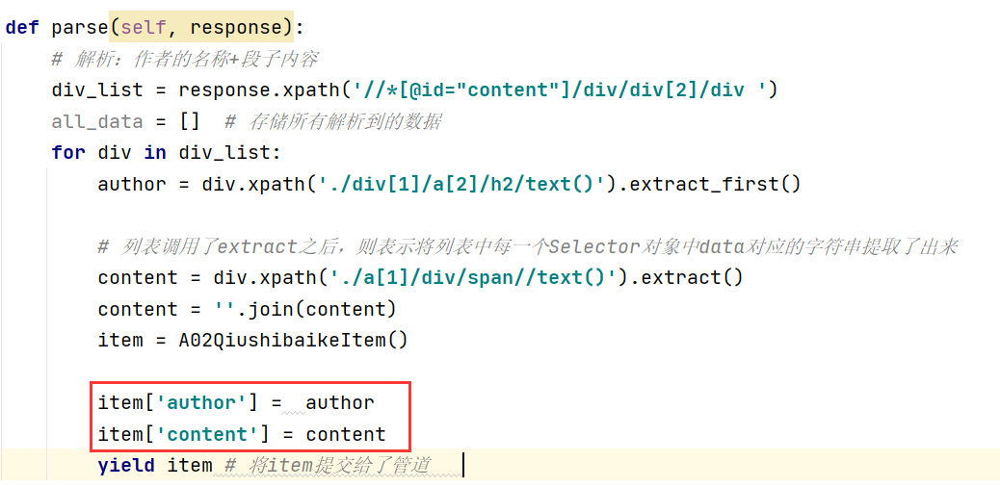 def parse(self, response):
# 解析：作者的名称+段子内容
div_list = response.xpath('//*[@id="content"]/div/div[2]/div ')
all_data = []  # 存储所有解析到的数据
for div in div_list:
author = div.xpath('./div[1]/a[2]/h2/text()').extract_first()
# 列表调用了extract之后，则表示将列表中每一个Selector对象中data对应的字符串提取了出来
content = div.xpath('./a[1]/div/span//text()').extract()
content = ''.join(content)
item = A02QiushibaikeItem()
item['author'] =  author
item['content'] = content
yield item # 将item提交给了管道